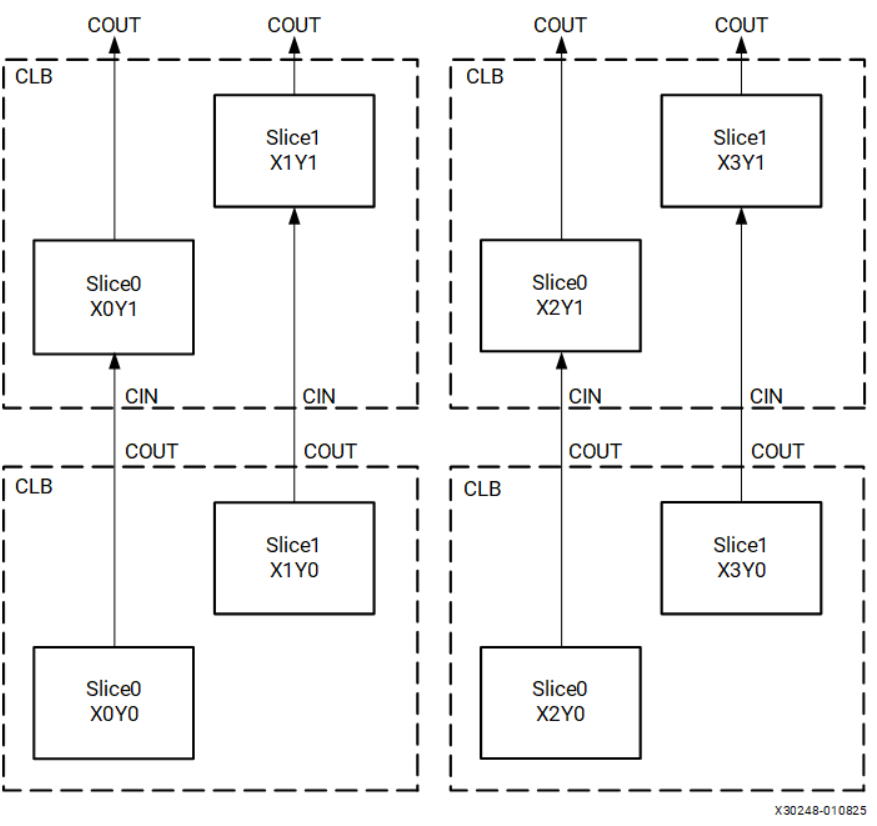 COUT
COUT
COUT
COUT
CLB
CLB
Slice1
X1Y1
Slice1
X3Y1
Slice0
X0Y1
Slice0
X2Y1
CIN
CIN
CIN
CIN
COUT
COUT
COUT
COUT
CLB
CLB
Slice1
X1Y0
Slice1
X3Y0
Slice0
X0Y0
Slice0
X2Y0
X30248-010825